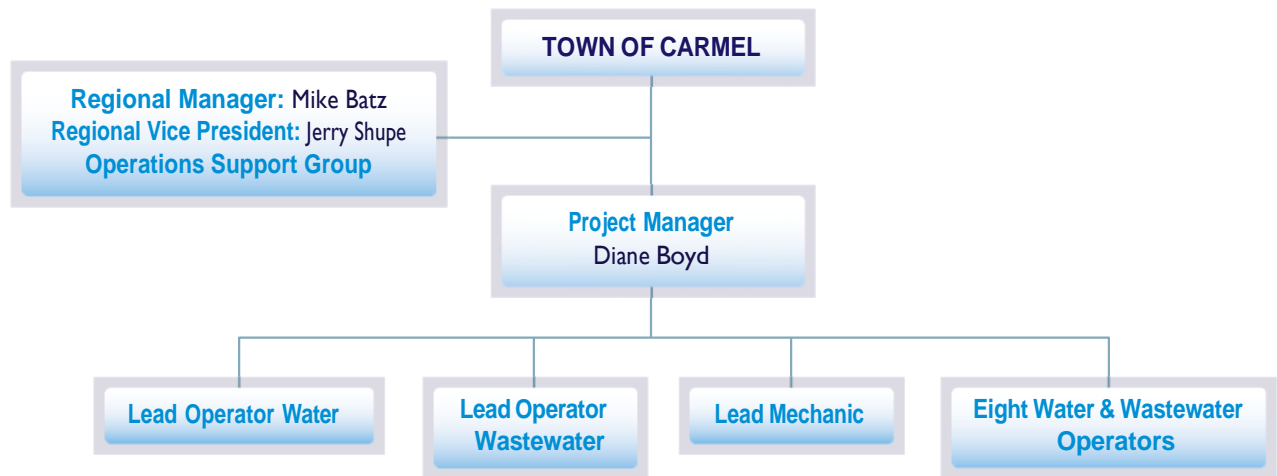 TOWN OF CARMEL
Regional Manager: Mike Batz
Regional Vice President: Jerry Shupe
Operations Support Group
Project Manager
Diane Boyd
Lead Operator Water
Lead Operator
Wastewater
Lead Mechanic
Eight Water & Wastewater
Operators